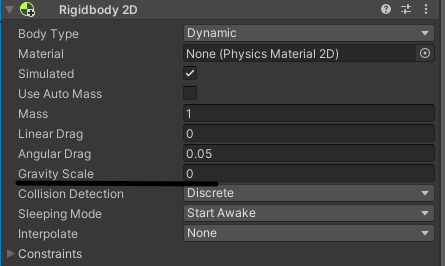 Rigidbody 2D
Body Type Dynamic
Material None (Physics Material 2D)
Simulated
Use Auto Mass
Mass 1
Linear Drag 0
Angular Drag 0.05
Gravity Scale 0
Collision Detection Discrete
Sleeping Mode Start Awake
Interpolate None
Constraints